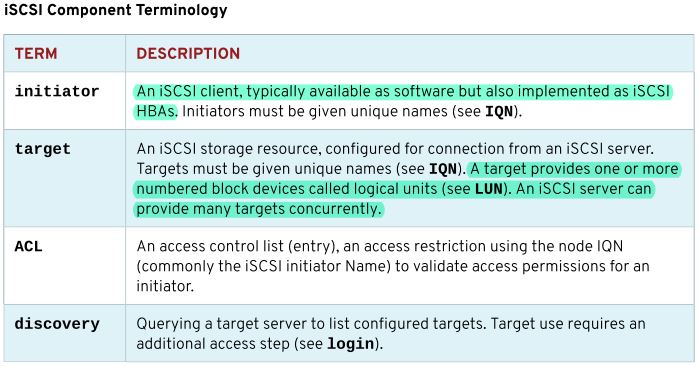 iSCSI Component Terminology
TERM DESCRIPTION
initiator An iSCSI client, typically available as software but also implemented as iSCSI
HBAs. Initiators must be given unique names (see IQN).
target An iSCSI storage resource, configured for connection from an iSCSI server.
Targets must be given unique names (see IQN). A target provides one or more
numbered block devices called logical units (see LUN). An iSCSI server can
provide many targets concurrently.
ACL An access control list (entry), an access restriction using the node IQN
(commonly the iSCSI initiator Name) to validate access permissions for an
initiator.
discovery Querying a target server to list configured targets. Target use requires an
additional access step (see login).